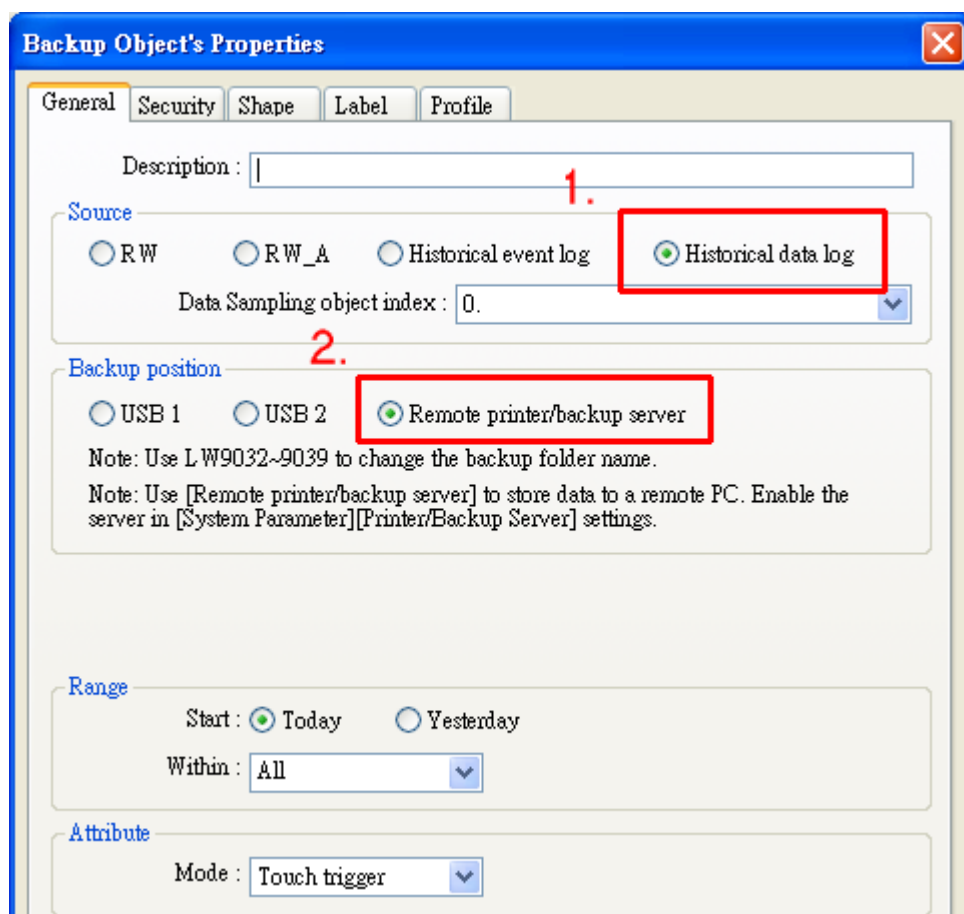 Backup Object's Properties
General Security Shape Label Profile
Description :
1.
Source
RW RW_A Historical event log Historical data log
Data Sampling object index : 0.
2.
Backup position
USB 1 USB 2 Remote printer/backup server
Note: Use LW9032~9039 to change the backup folder name.
Note: Use [Remote printer/backup server] to store data to a remote PC. Enable the
server in [System Parameter][Printer/Backup Server] settings.
Range
Start : Today Yesterday
Within : All
Attribute
Mode : Touch trigger